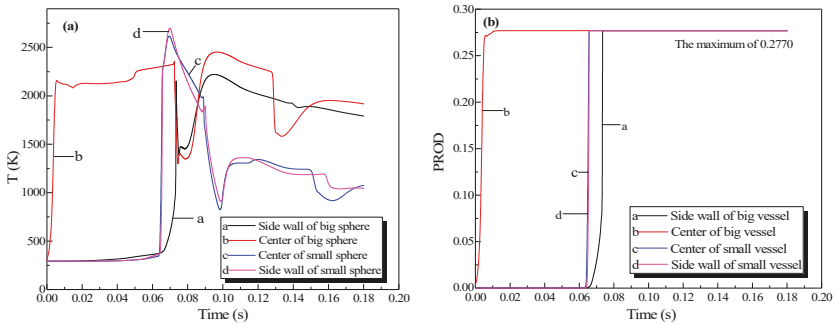 (a)
T (K)
2500
2000
1750
1500
1250
1000
750
500
250
0
0.00 0.02 0.04 0.06 0.08 0.10 0.12 0.14 0.16 0.18 0.20
Time (s)
d
c
b
a
a Side wall of big sphere
b Center of big sphere
c Center of small sphere
d Side wall of small sphere
(b)
PROD
0.30
0.25
0.20
0.15
0.10
0.05
0.00
0.00 0.02 0.04 0.06 0.08 0.10 0.12 0.14 0.16 0.18 0.20
Time (s)
The maximum of 0.2770
b
a
c
d
a Side wall of big vessel
b Center of big vessel
c Center of small vessel
d Side wall of small vessel